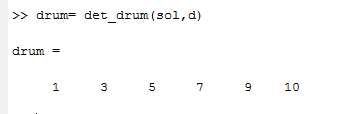 >> drum= det_drum(sol,d)
drum =
1 3 5 7 9 10